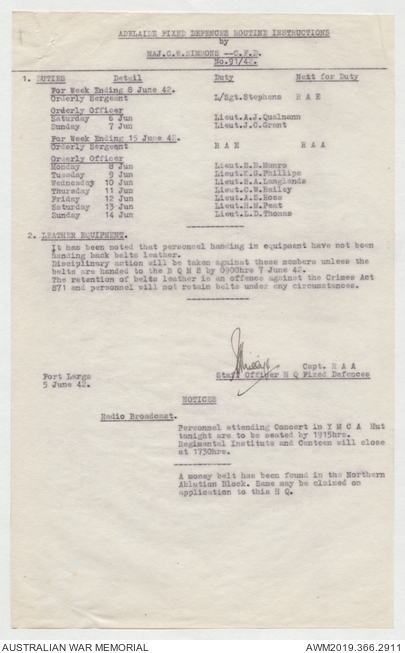 ADELAIDE FIXED DEFENCES ROUTINE INSTRUCTIONS
by
MAJ.C.W.SIMMONS --C.F.D.
No.91/42.
1. DUTIES Detail Duty Next for Duty
For Week Ending 8 June 42.
Orderly Sergeant L/Sgt.Stephens R A E
Orderly Officer
Saturday 6 Jun Lieut.A.J.Qualmann
Sunday 7 Jun Lieut.J.C.Grant
For Week Ending 15 June 42.
Orderly Sergeant R A E R A A
Orderly Officer
Monday 8 Jun Lieut.S.B.Munro
Tuesday 9 Jun Lieut.K.G.Phillips
Wednesday 10 Jun Lieut.S.A.Langlands
Thursday 11 Jun Lieut.C.W.Bailey
Friday 12 Jun Lieut.A.S.Hoss
Saturday 13 Jun Lieut.H.M.Peat
Sunday 14 Jun Lieut.L.D.Thomas
2. LEATHER EQUIPMENT.
It has been noted that personnel handing in equipment have not been
handing back belts leather.
Disciplinary action will be taken against these members unless the
belts are handed to the B Q M S by 0900hrs 7 June 42.
The retention of belts leather is an offence against the Crimes Act
S71 and personnel will not retain belts under any circumstances.
Capt. R A A
Fort Largs Staff Officer H Q Fixed Defences
5 June 42.
NOTICES
Radio Broadcast.
Personnel attending Concert in Y M C A Hut
tonight are to be seated by 1915hrs.
Regimental Institute and Canteen will close
at 1730hrs.
A money belt has been found in the Northern
Ablution Block. Same may be claimed on
application to this H Q.
AUSTRALIAN WAR MEMORIAL AWM2019.366.2911